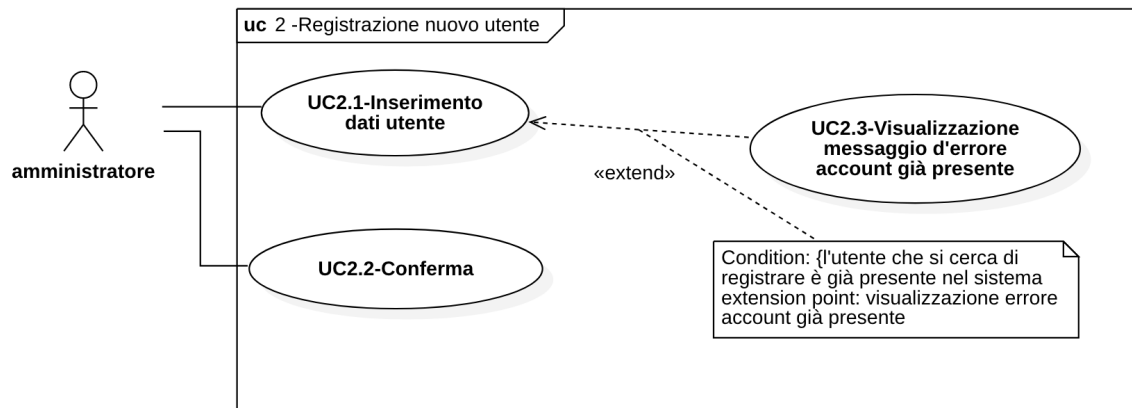 uc 2 -Registrazione nuovo utente
amministratore
UC2.1-Inserimento
dati utente
UC2.3-Visualizzazione
messaggio d'errore
account già presente
«extend»
UC2.2-Conferma
Condition: {l'utente che si cerca di
registrare è già presente nel sistema
extension point: visualizzazione errore
account già presente